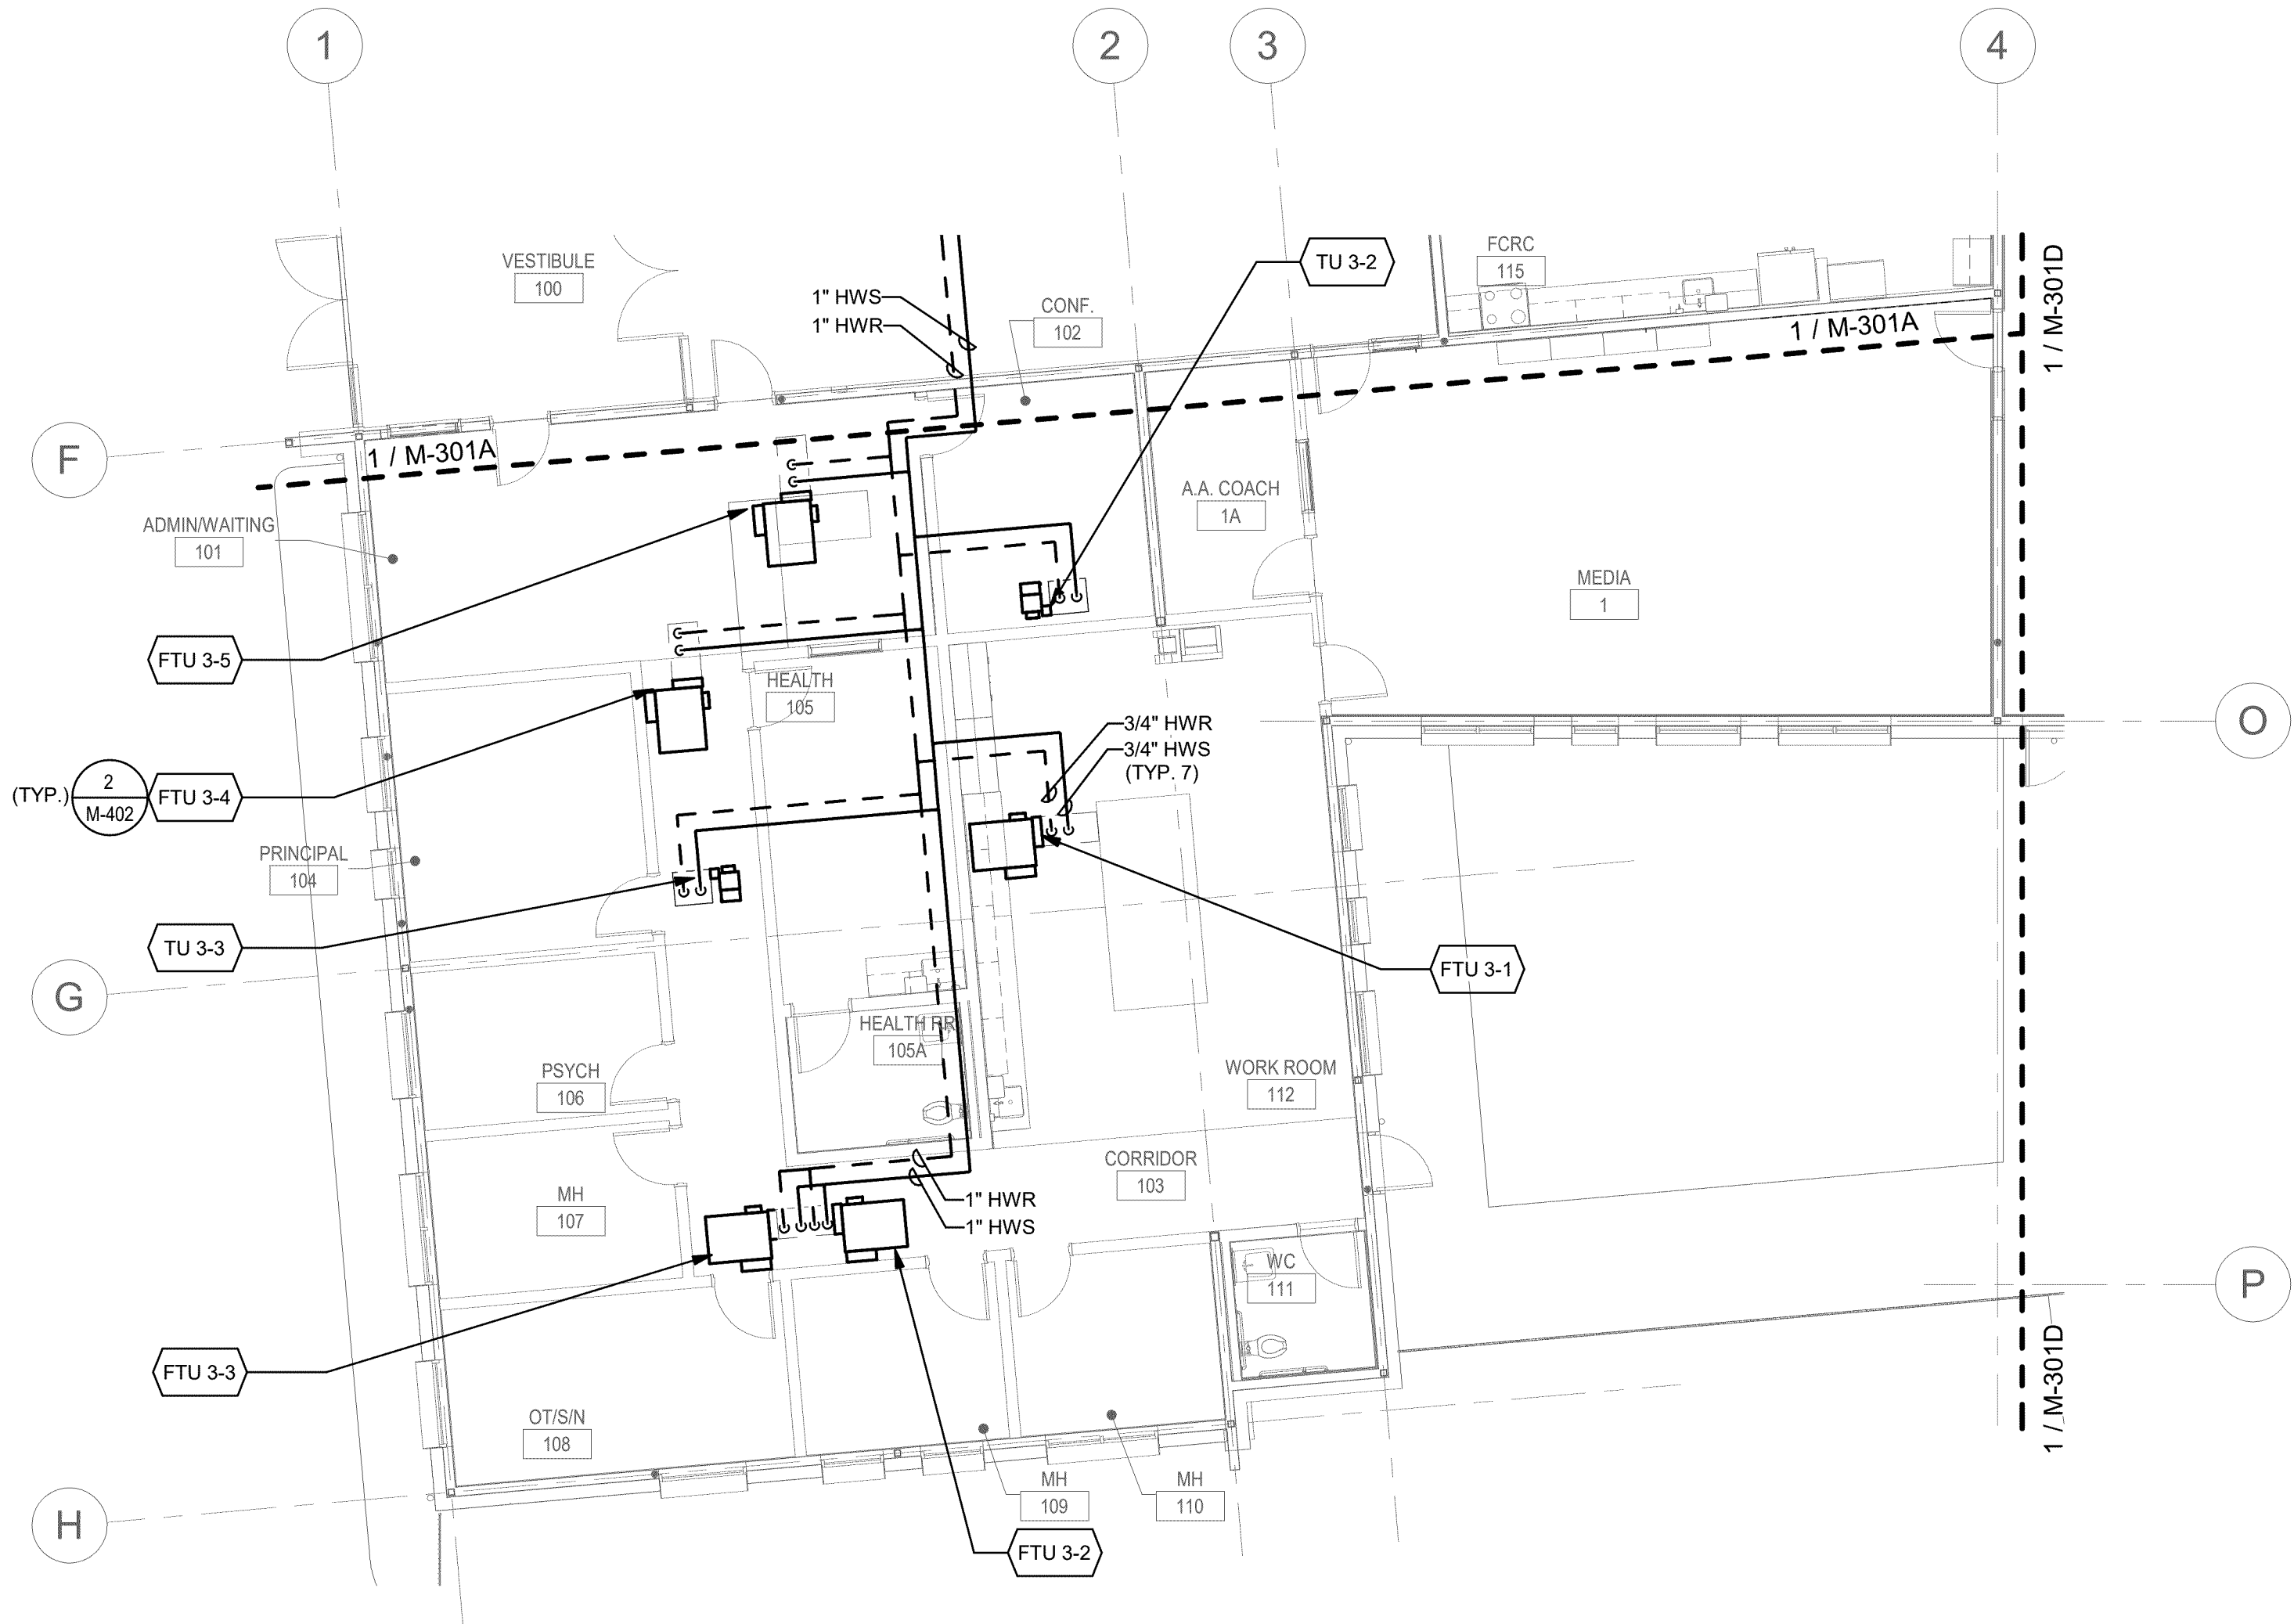 1
2
3
4
VESTIBULE
100
1" HWS
1" HWR
CONF.
102
TU 3-2
FCRC
115
1 / M-301A
1 / M-301D
F
1 / M-301A
ADMIN/WAITING
101
A.A. COACH
1A
MEDIA
1
FTU 3-5
HEALTH
105
3/4" HWR
3/4" HWS
(TYP. 7)
O
(TYP.)
2
M-402
FTU 3-4
PRINCIPAL
104
TU 3-3
FTU 3-1
G
HEALTH RR
105A
PSYCH
106
WORK ROOM
112
CORRIDOR
103
MH
107
1" HWR
1" HWS
WC
111
P
FTU 3-3
1 / M-301D
OT/S/N
108
MH
109
MH
110
H
FTU 3-2